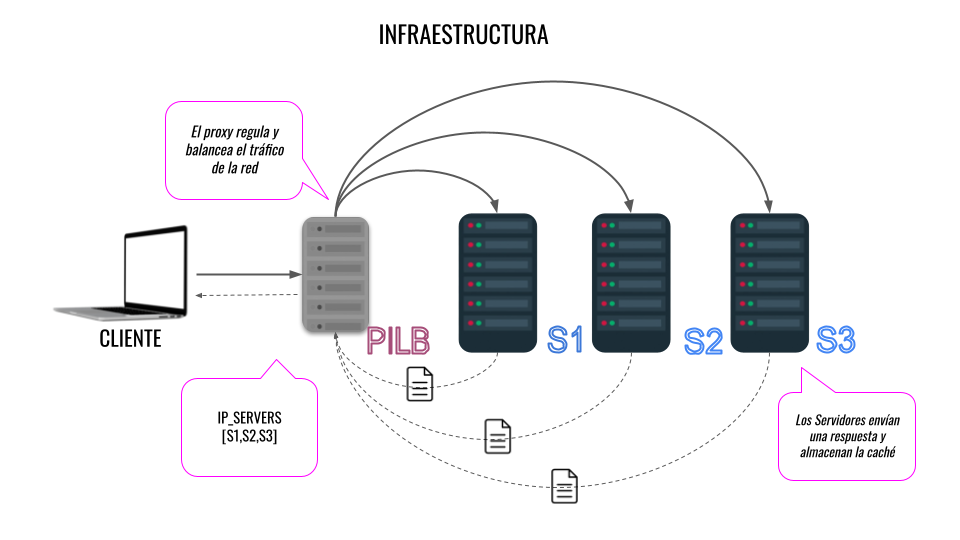 INFRAESTRUCTURA
El proxy regula y
balancea el tráfico
de la red
CLIENTE
PILB
S1
S2
S3
IP_SERVERS
[S1,S2,S3]
Los Servidores envían
una respuesta y
almacenan la caché